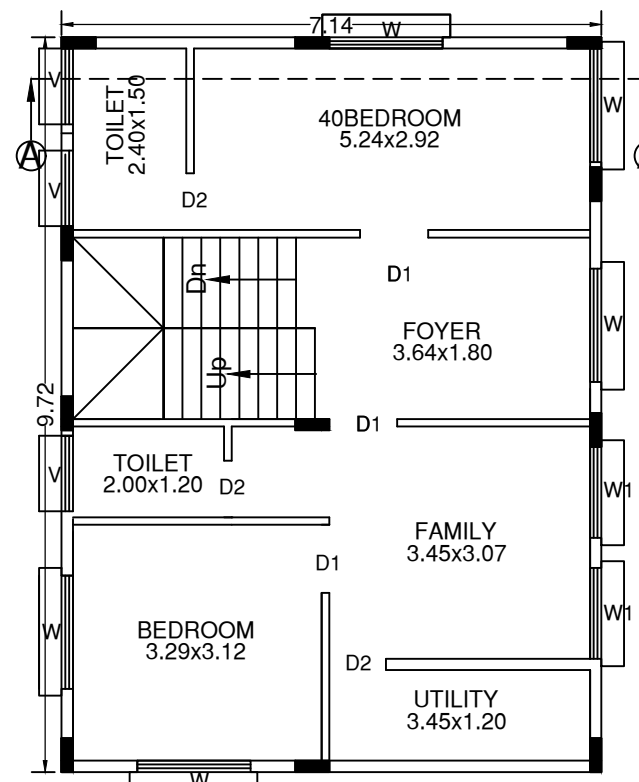 7.14
W
V
TOILET
2.40x1.50
40BEDROOM
5.24x2.92
W
A
V
D2
Dn
D1
W
FOYER
3.64x1.80
Up
9.72
D1
TOILET
2.00x1.20
V
D2
W1
FAMILY
3.45x3.07
D1
W1
W
BEDROOM
3.29x3.12
D2
UTILITY
3.45x1.20
W